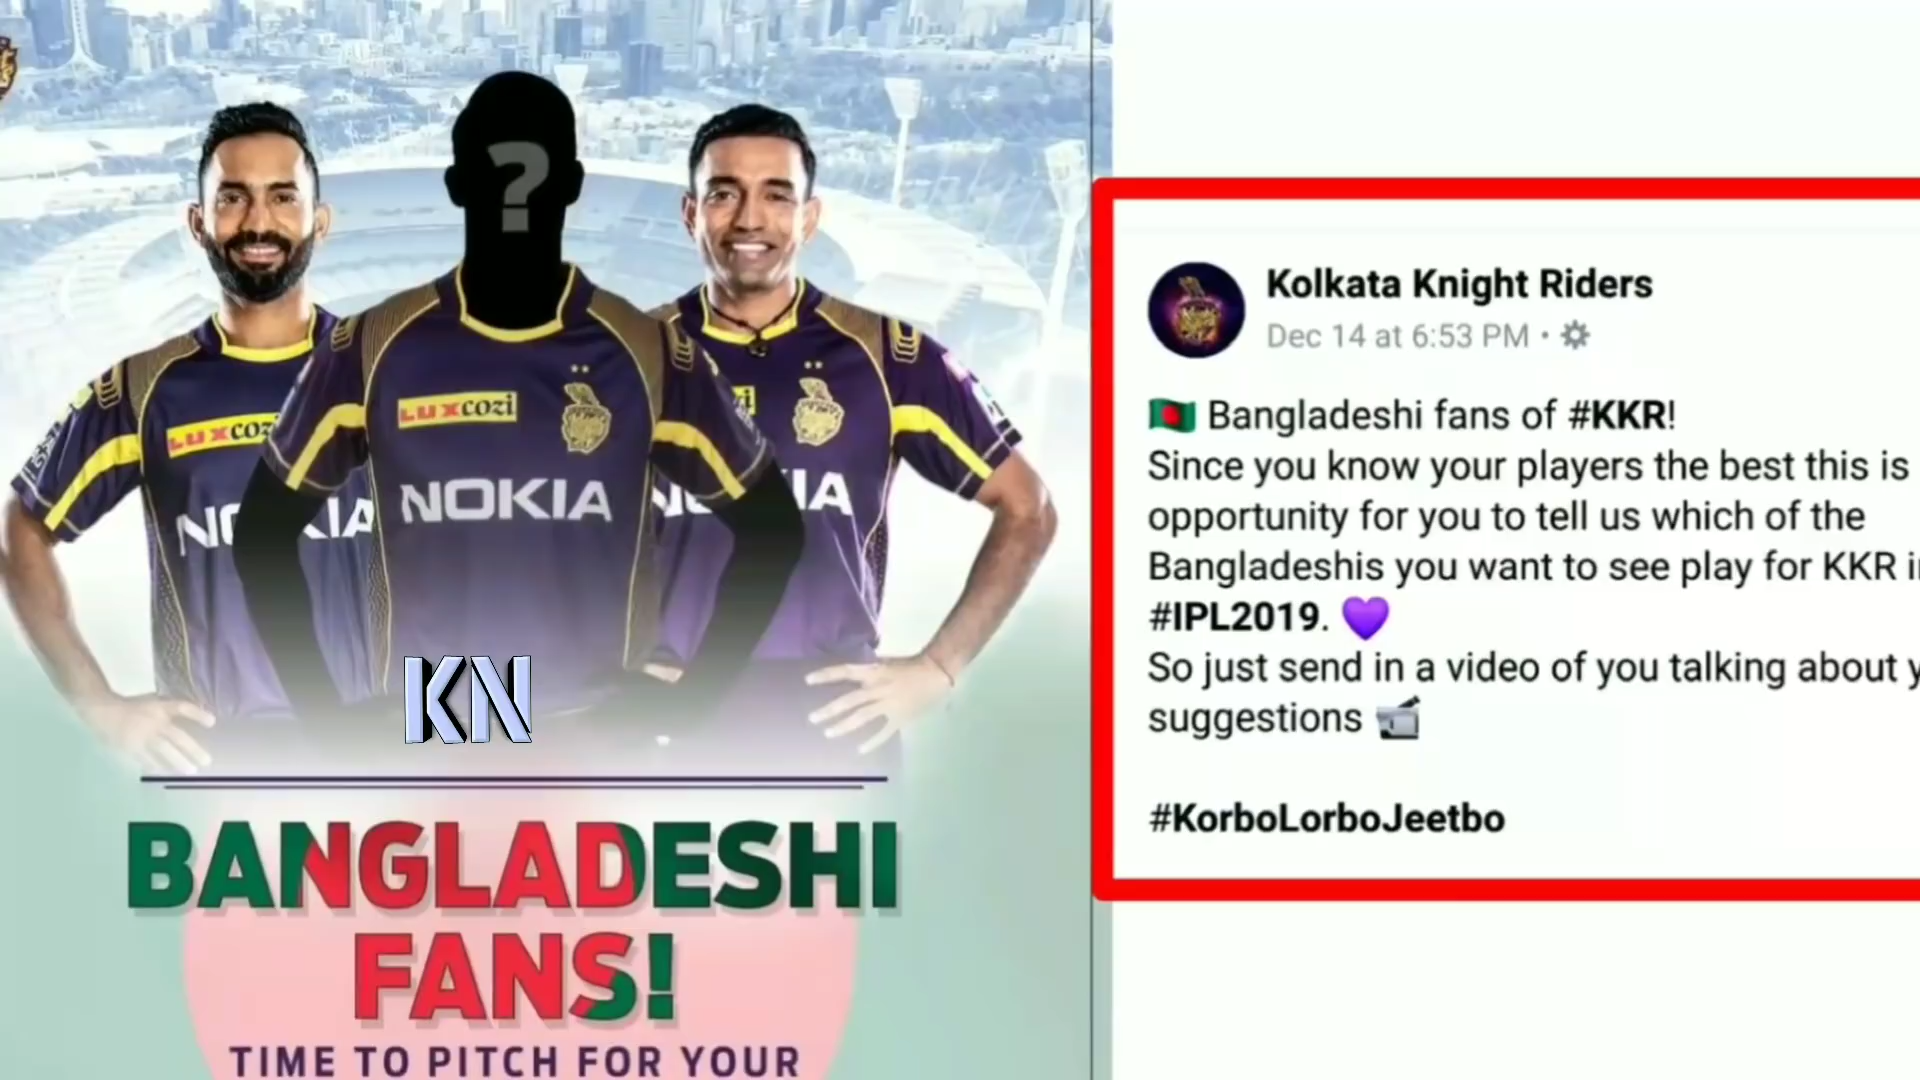 ?
LUXcozi
LUXcozi
NOKIA
KN
BANGLADESHI
FANS!
TIME TO PITCH FOR YOUR
Kolkata Knight Riders
Dec 14 at 6:53 PM •
Bangladeshi fans of #KKR!
Since you know your players the best this is
opportunity for you to tell us which of the
Bangladeshis you want to see play for KKR
#IPL2019.
So just send in a video of you talking about
suggestions
#KorboLorboJeetbo